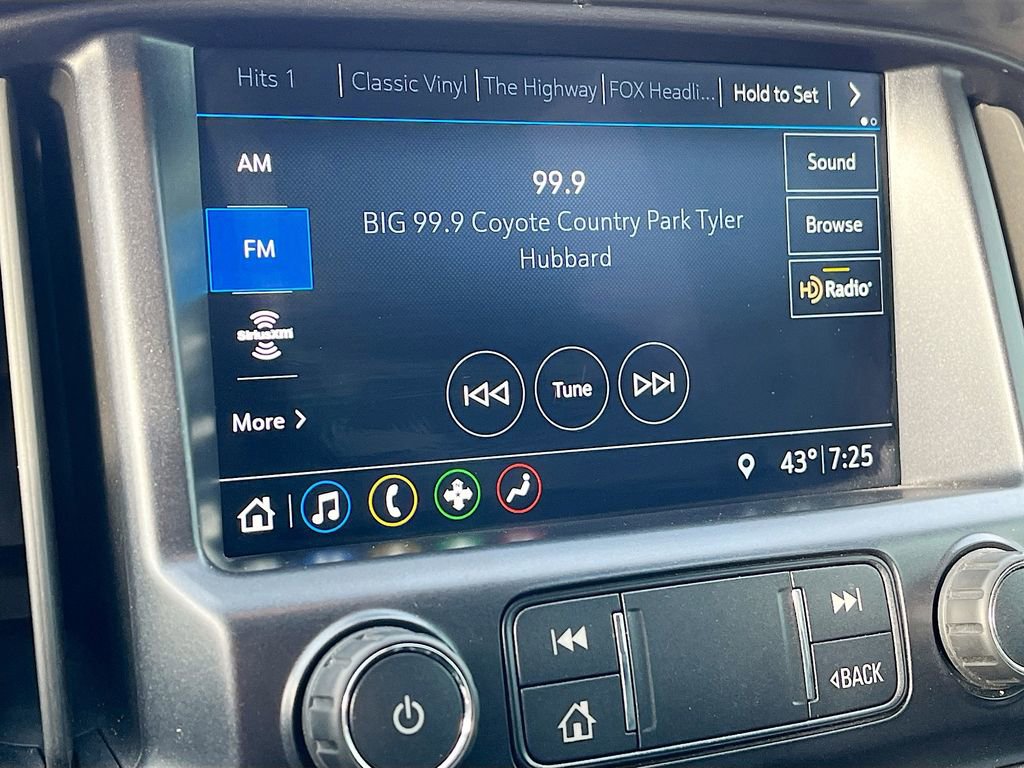 Hits 1 | Classic Vinyl | The Highway | FOX Headli... | Hold to Set |
AM
FM
SiriusXM
More
99.9
BIG 99.9 Coyote Country Park Tyler
Hubbard
Sound
Browse
HD Radio
Tune
43° | 7:25
BACK